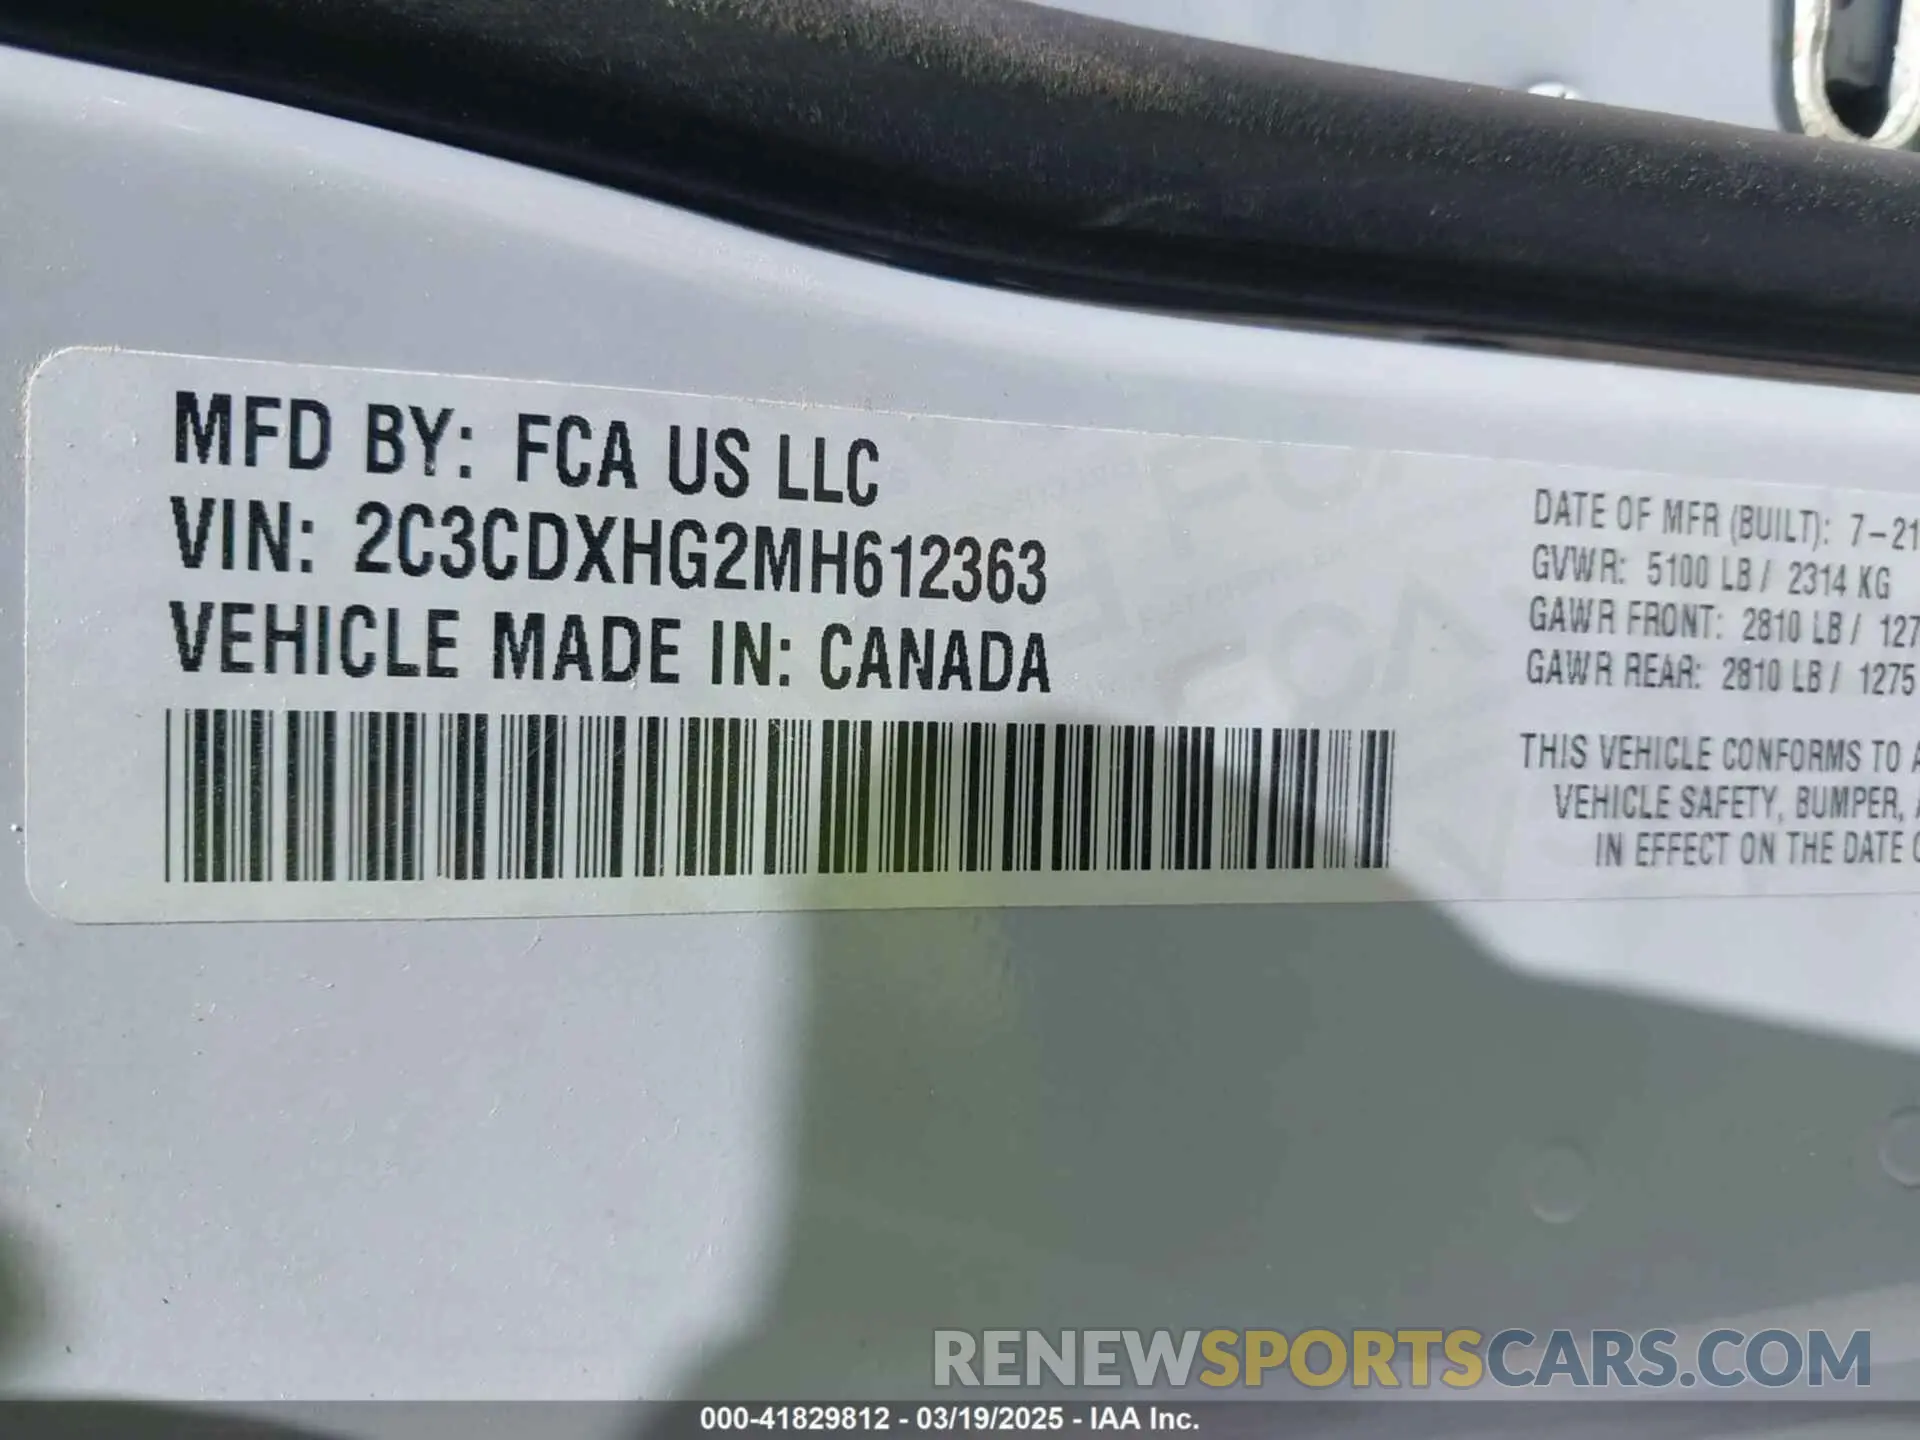 MFD BY: FCA US LLC
VIN: 2C3CDXHG2MH612363
VEHICLE MADE IN: CANADA
DATE OF MFR (BUILT): 7-21
GVWR: 5100 LB / 2314 KG
GAWR FRONT: 2810 LB / 127
GAWR REAR: 2810 LB / 1275
THIS VEHICLE CONFORMS TO A
VEHICLE SAFETY, BUMPER,
IN EFFECT ON THE DATE O
RENEWSPORTSCARS.COM
000-41829812 - 03/19/2025 - IAA Inc.